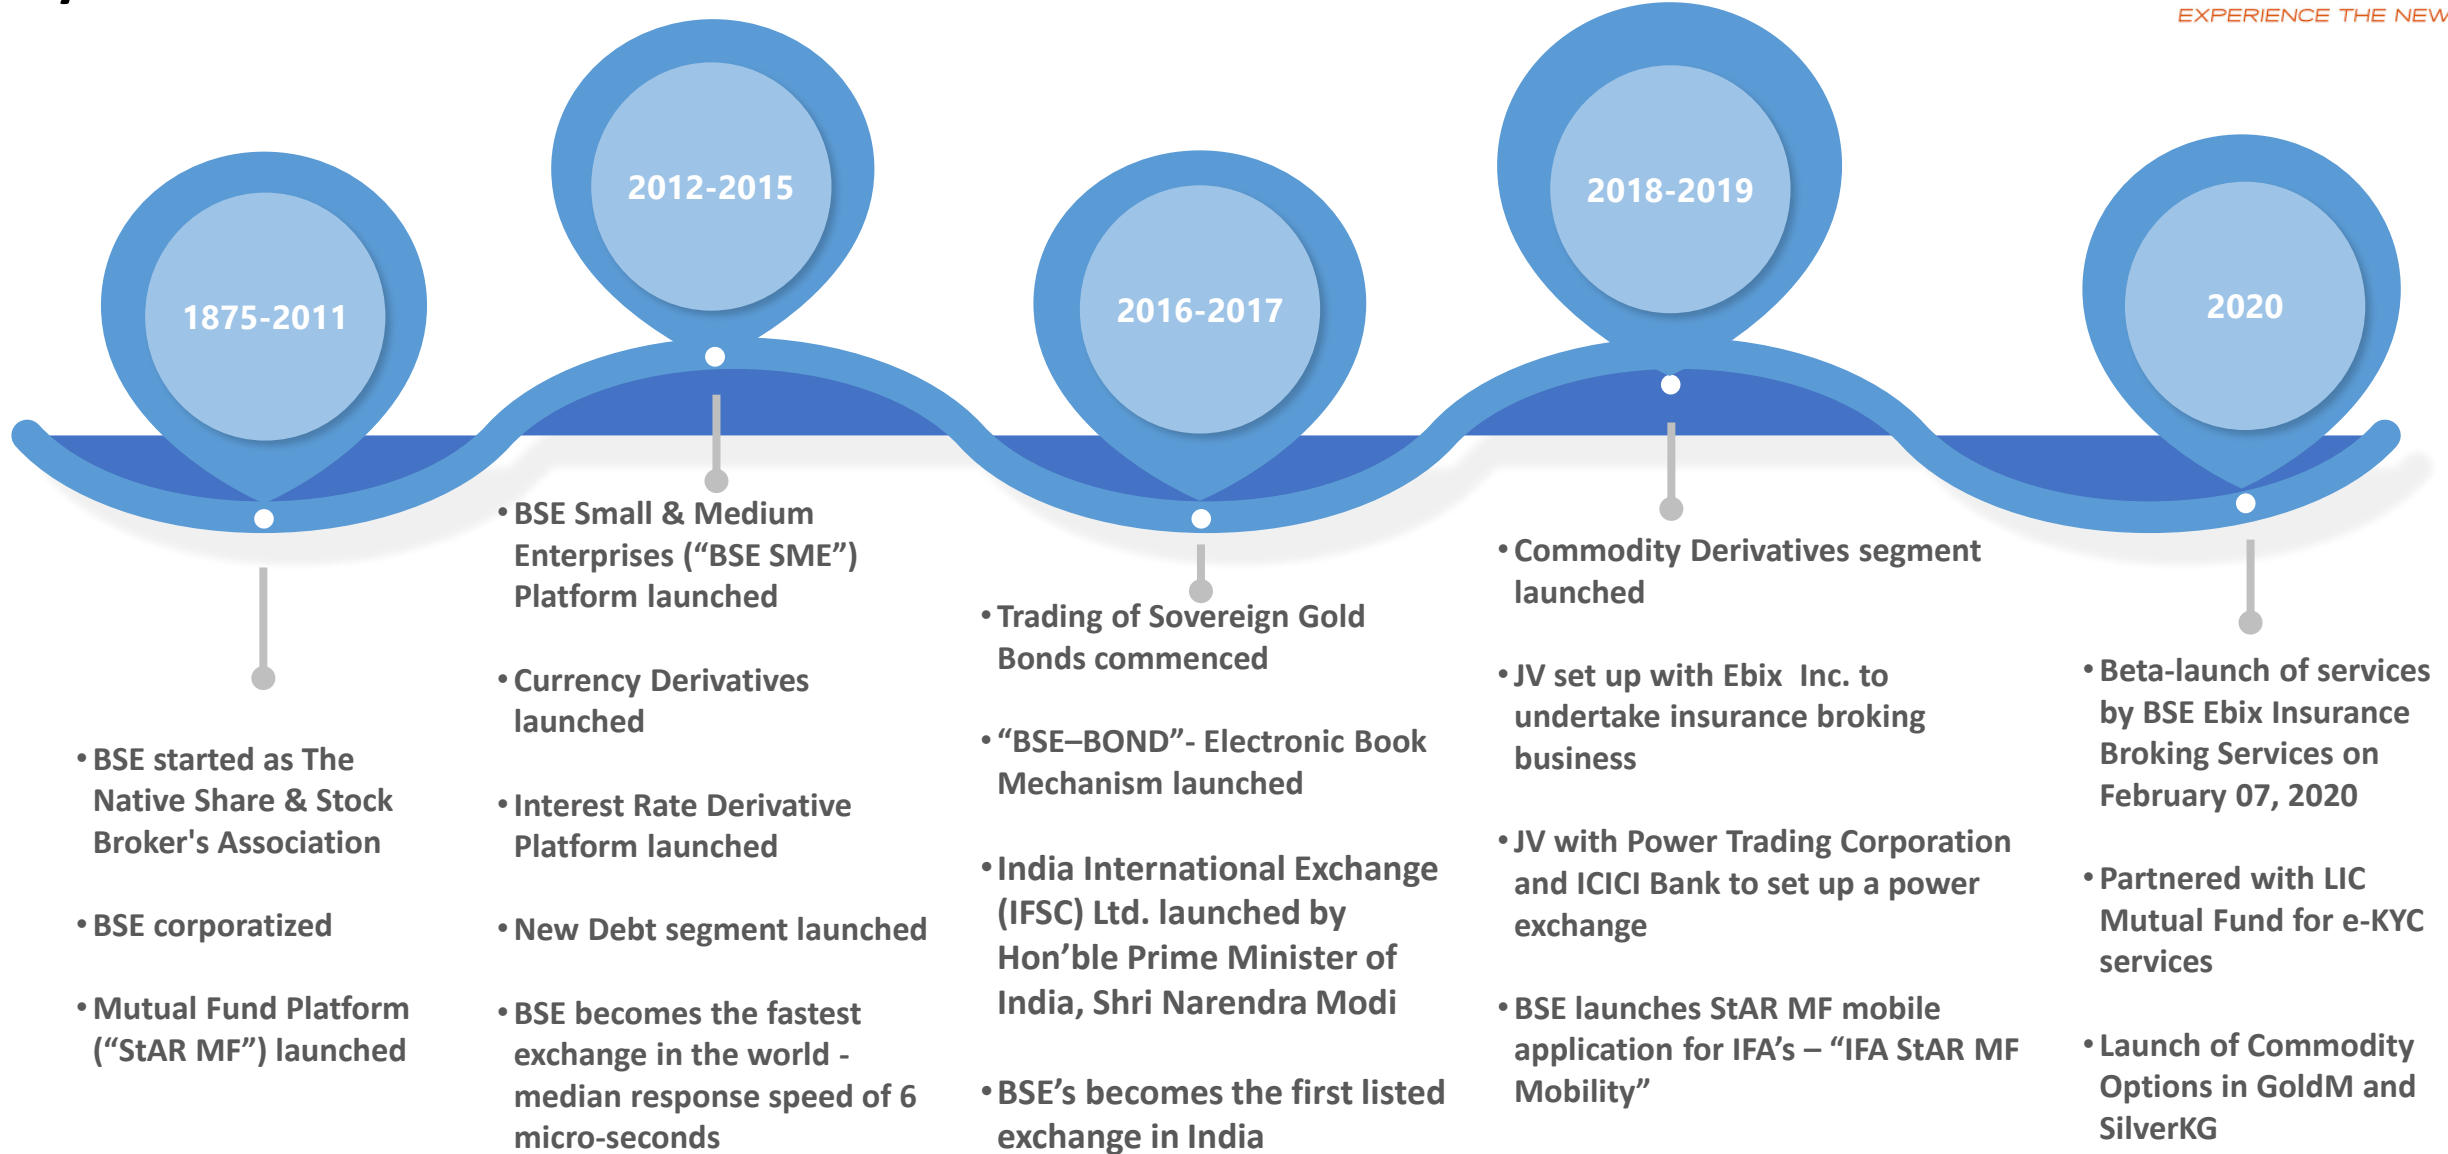 EXPERIENCE THE NEW
1875-2011
2012-2015
2016-2017
2018-2019
2020
• BSE started as The
Native Share & Stock
Broker's Association
• BSE corporatized
• Mutual Fund Platform
(“StAR MF”) launched
• BSE Small & Medium
Enterprises (“BSE SME”)
Platform launched
• Currency Derivatives
launched
• Interest Rate Derivative
Platform launched
• New Debt segment launched
• BSE becomes the fastest
exchange in the world -
median response speed of 6
micro-seconds
• Trading of Sovereign Gold
Bonds commenced
• “BSE–BOND”- Electronic Book
Mechanism launched
• India International Exchange
(IFSC) Ltd. launched by
Hon’ble Prime Minister of
India, Shri Narendra Modi
• BSE’s becomes the first listed
exchange in India
• Commodity Derivatives segment
launched
• JV set up with Ebix  Inc. to
undertake insurance broking
business
• JV with Power Trading Corporation
and ICICI Bank to set up a power
exchange
• BSE launches StAR MF mobile
application for IFA’s – “IFA StAR MF
Mobility”
• Beta-launch of services
by BSE Ebix Insurance
Broking Services on
February 07, 2020
• Partnered with LIC
Mutual Fund for e-KYC
services
• Launch of Commodity
Options in GoldM and
SilverKG